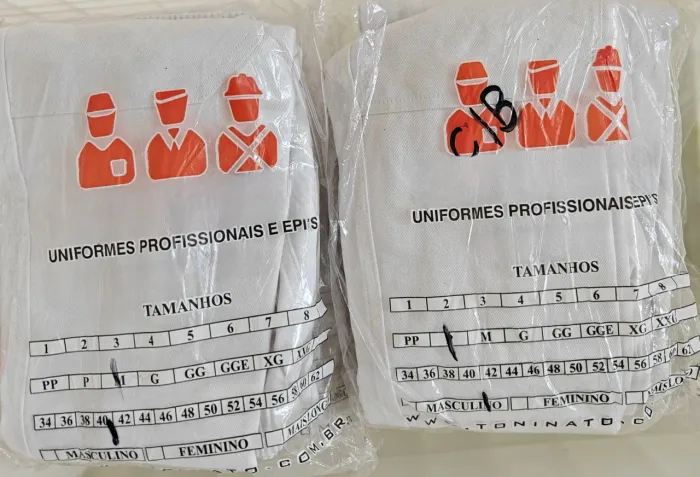 UNIFORMES PROFISSIONAIS E EPI'S
TAMANHOS
1 2 3 4 5 6 7 8
PP P M G GG GGE XG
34 36 38 40 42 44 46 48 50 52 54 56 58 60 62
MASCULINO FEMININO
C/B
UNIFORMES PROFISSIONAIS EPI'S
TAMANHOS
1 2 3 4 5 6 7 8
PP M G GG GGE XG XXG
34 36 38 40 42 44 46 48 50 52 54 56 58 60 62
MASCULINO FEMININO
WWW.TONINATO.CO